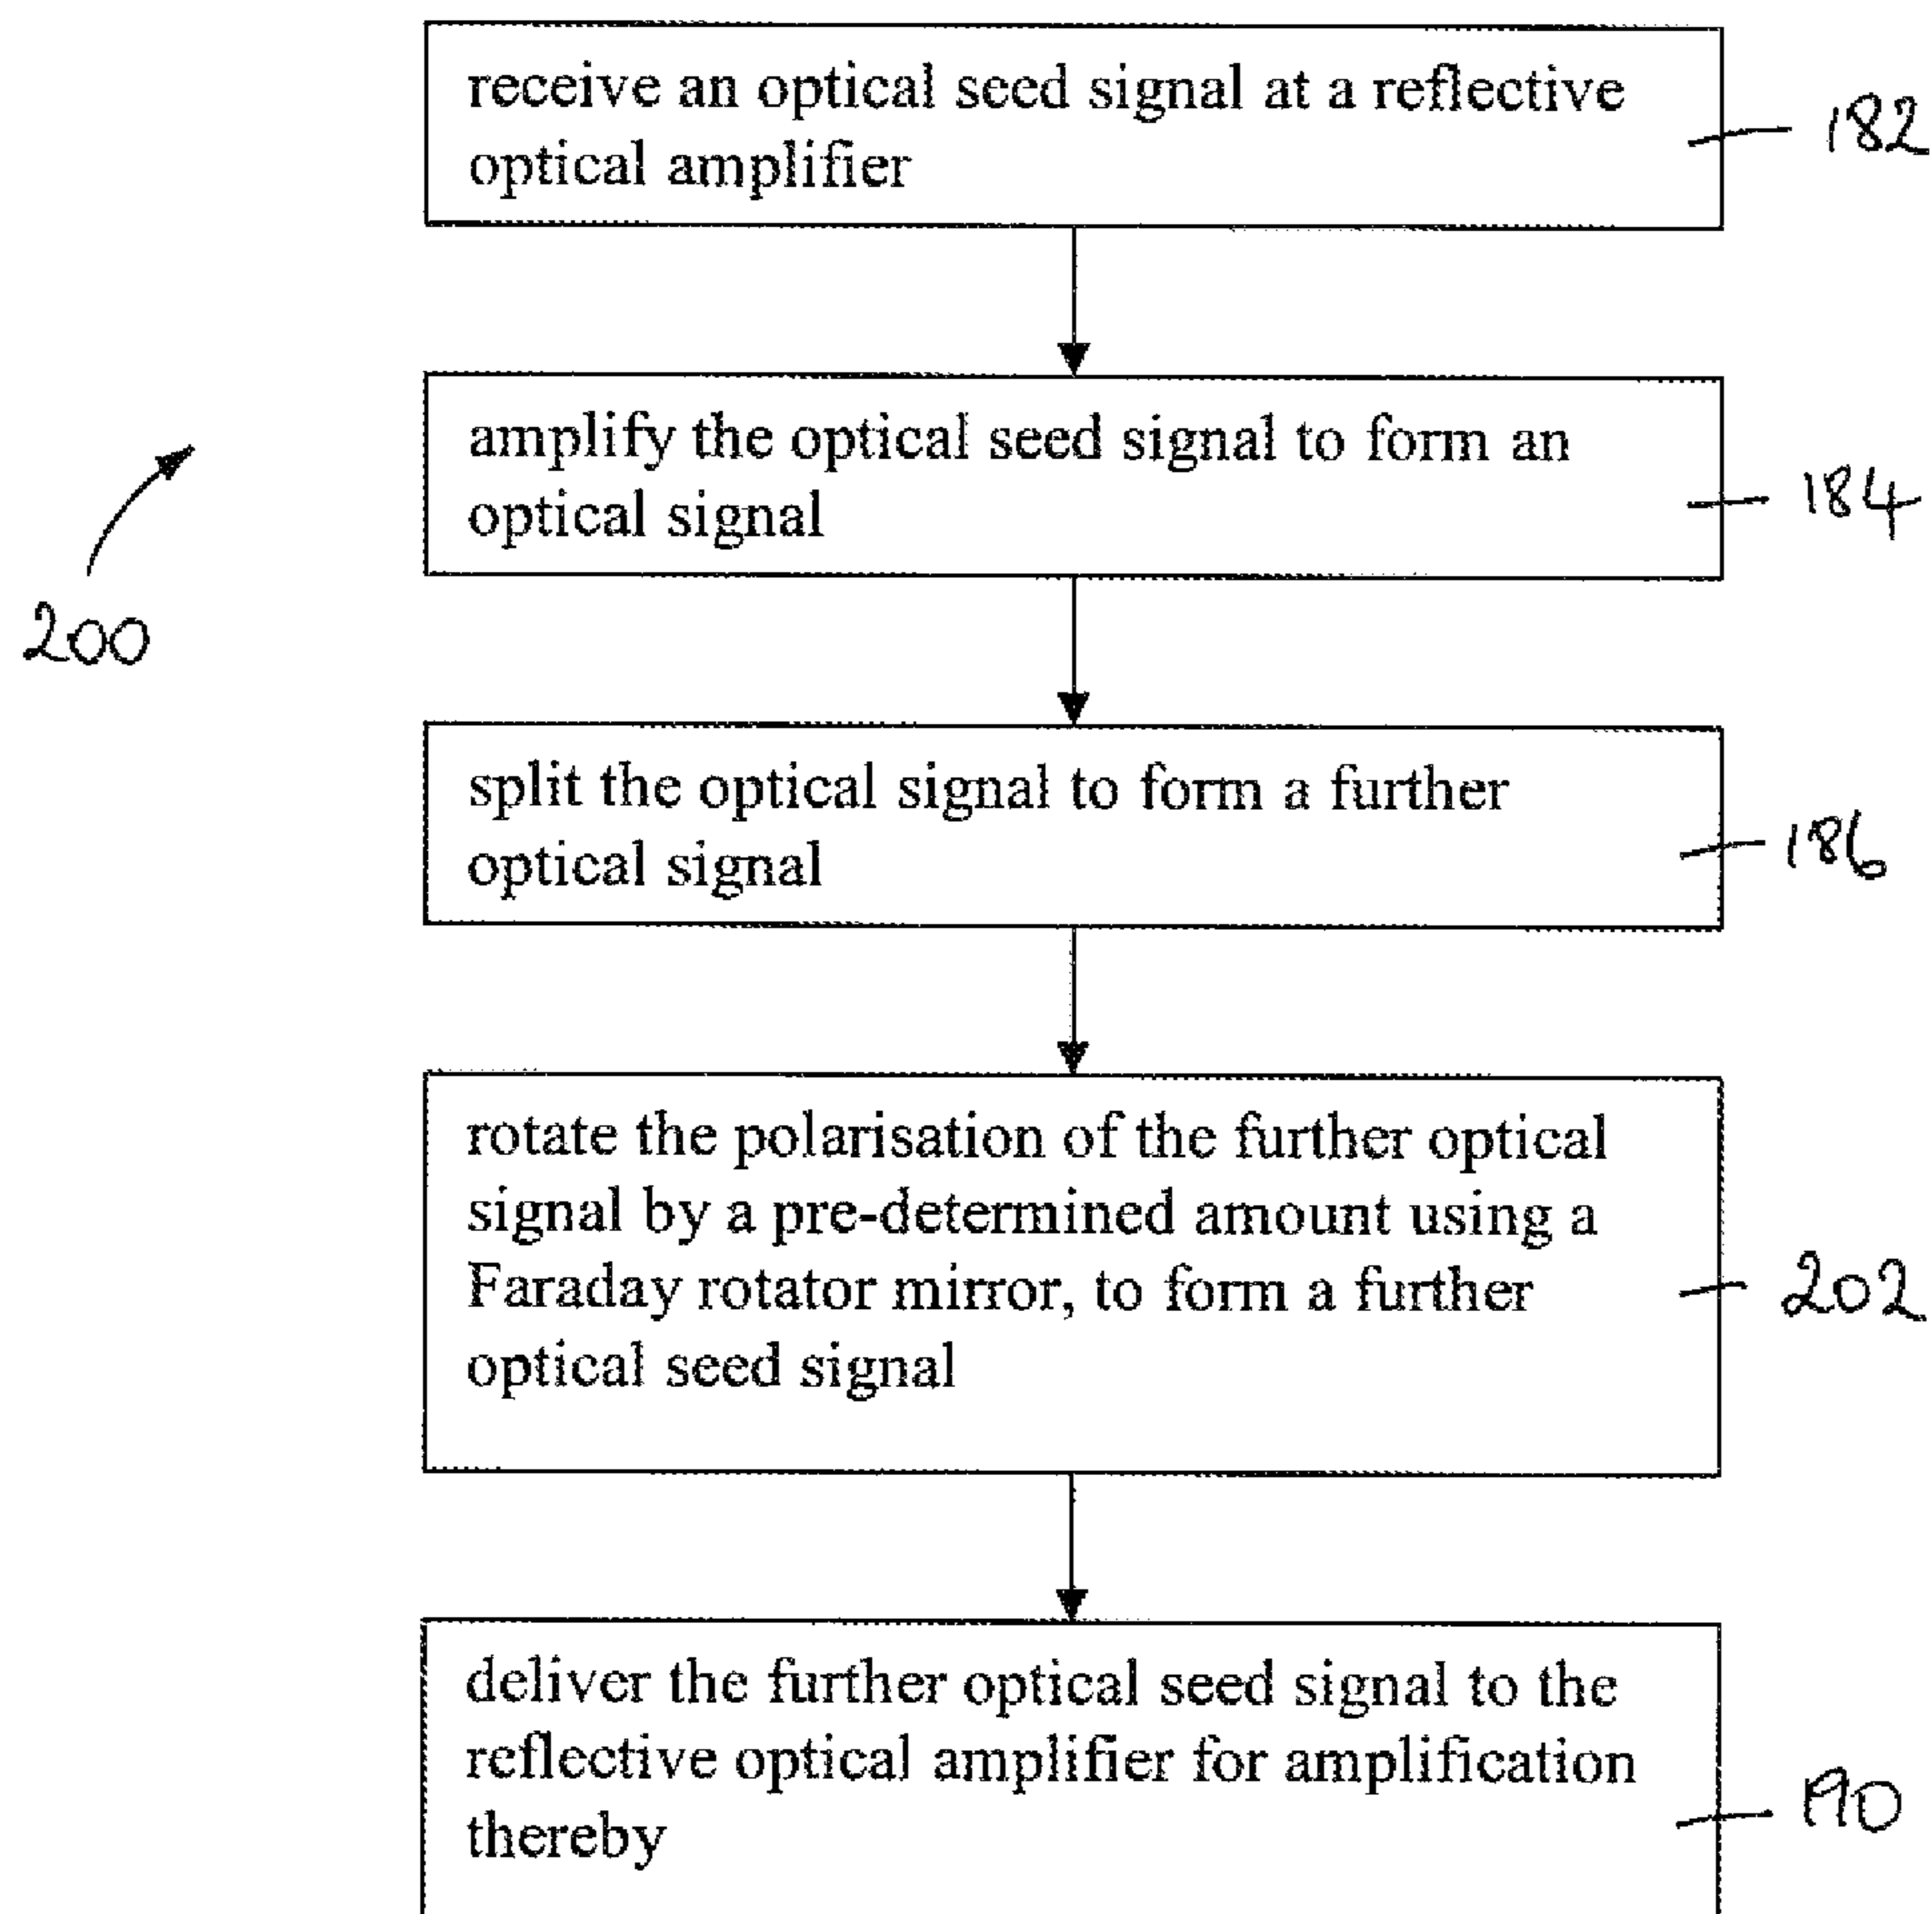 receive an optical seed signal at a reflective
optical amplifier
182
amplify the optical seed signal to form an
optical signal
184
200
split the optical signal to form a further
optical signal
186
rotate the polarisation of the further optical
signal by a pre-determined amount using a
Faraday rotator mirror, to form a further
optical seed signal
202
deliver the further optical seed signal to the
reflective optical amplifier for amplification
thereby
190